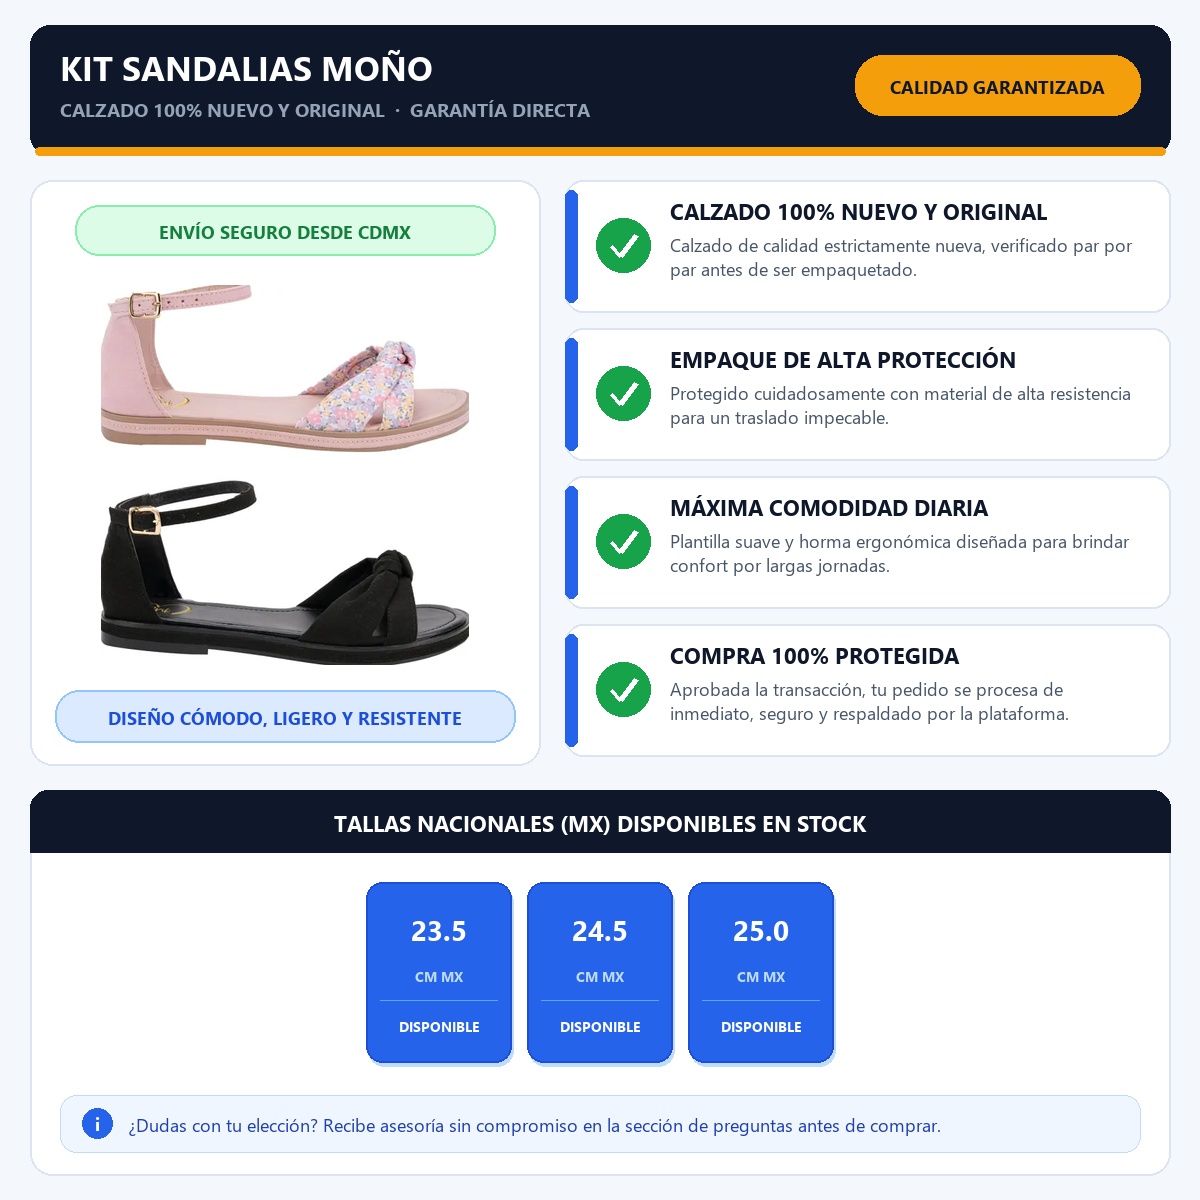 KIT SANDALIAS MOÑO
CALZADO 100% NUEVO Y ORIGINAL · GARANTÍA DIRECTA
CALIDAD GARANTIZADA
ENVÍO SEGURO DESDE CDMX
DISEÑO CÓMODO, LIGERO Y RESISTENTE
CALZADO 100% NUEVO Y ORIGINAL
Calzado de calidad estrictamente nueva, verificado par por
par antes de ser empaquetado.
EMPAQUE DE ALTA PROTECCIÓN
Protegido cuidadosamente con material de alta resistencia
para un traslado impecable.
MÁXIMA COMODIDAD DIARIA
Plantilla suave y horma ergonómica diseñada para brindar
confort por largas jornadas.
COMPRA 100% PROTEGIDA
Aprobada la transacción, tu pedido se procesa de
inmediato, seguro y respaldado por la plataforma.
TALLAS NACIONALES (MX) DISPONIBLES EN STOCK
23.5
CM MX
DISPONIBLE
24.5
CM MX
DISPONIBLE
25.0
CM MX
DISPONIBLE
¿Dudas con tu elección? Recibe asesoría sin compromiso en la sección de preguntas antes de comprar.